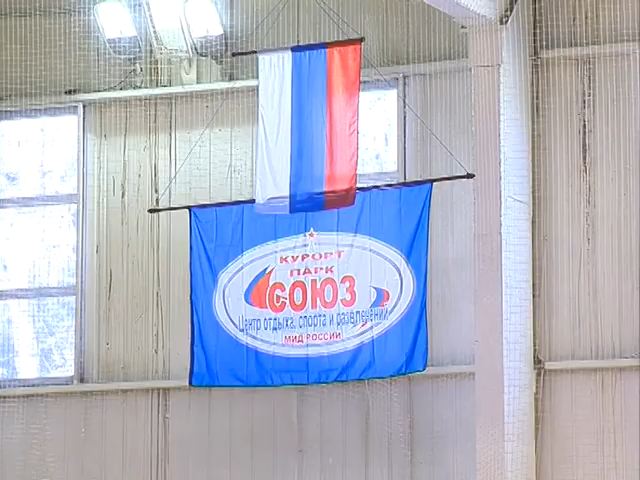 КУРОРТ
ПАРК
СОЮЗ
Центр отдыха, спорта и развлечений
МИД РОССИИ